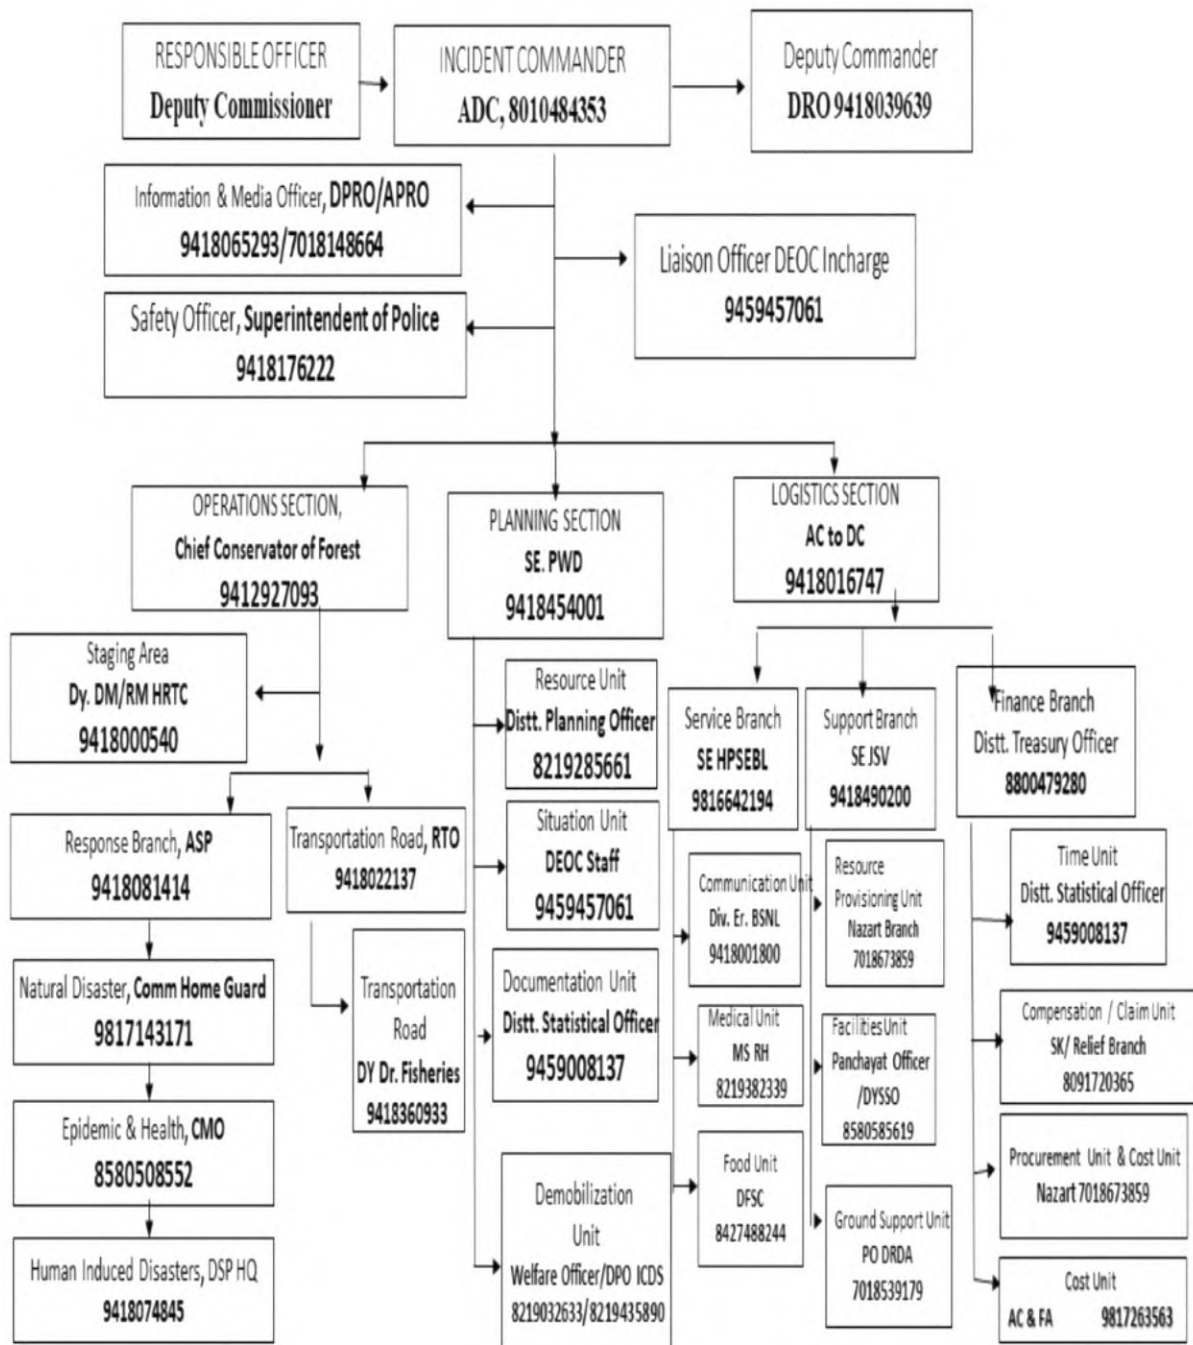 RESPONSIBLE OFFICER
Deputy Commissioner
INCIDENT COMMANDER
ADC, 8010484353
Deputy Commander
DRO 9418039639
Information & Media Officer, DPRO/APRO
9418065293/7018148664
Liaison Officer DEOC Incharge
9459457061
Safety Officer, Superintendent of Police
9418176222
OPERATIONS SECTION,
Chief Conservator of Forest
9412927093
PLANNING SECTION
SE. PWD
9418454001
LOGISTICS SECTION
AC to DC
9418016747
Staging Area
Dy. DM/RM HRTC
9418000540
Response Branch, ASP
9418081414
Transportation Road, RTO
9418022137
Natural Disaster, Comm Home Guard
9817143171
Transportation
Road
DY Dr. Fisheries
9418360933
Epidemic & Health, CMO
8580508552
Human Induced Disasters, DSP HQ
9418074845
Resource Unit
Distt. Planning Officer
8219285661
Situation Unit
DEOC Staff
9459457061
Documentation Unit
Distt. Statistical Officer
9459008137
Demobilization
Unit
Welfare Officer/DPO ICDS
8219032633/8219435890
Service Branch
SE HPSEBL
9816642194
Communication Unit
Div. Er. BSNL
9418001800
Medical Unit
MS RH
8219382339
Food Unit
DFSC
8427488244
Support Branch
SE JSV
9418490200
Resource
Provisioning Unit
Nazart Branch
7018673859
Facilities Unit
Panchayat Officer
/DYSSO
8580585619
Ground Support Unit
PO DRDA
7018539179
Finance Branch
Distt. Treasury Officer
8800479280
Time Unit
Distt. Statistical Officer
9459008137
Compensation / Claim Unit
SK/ Relief Branch
8091720365
Procurement Unit & Cost Unit
Nazart 7018673859
Cost Unit
AC & FA 9817263563